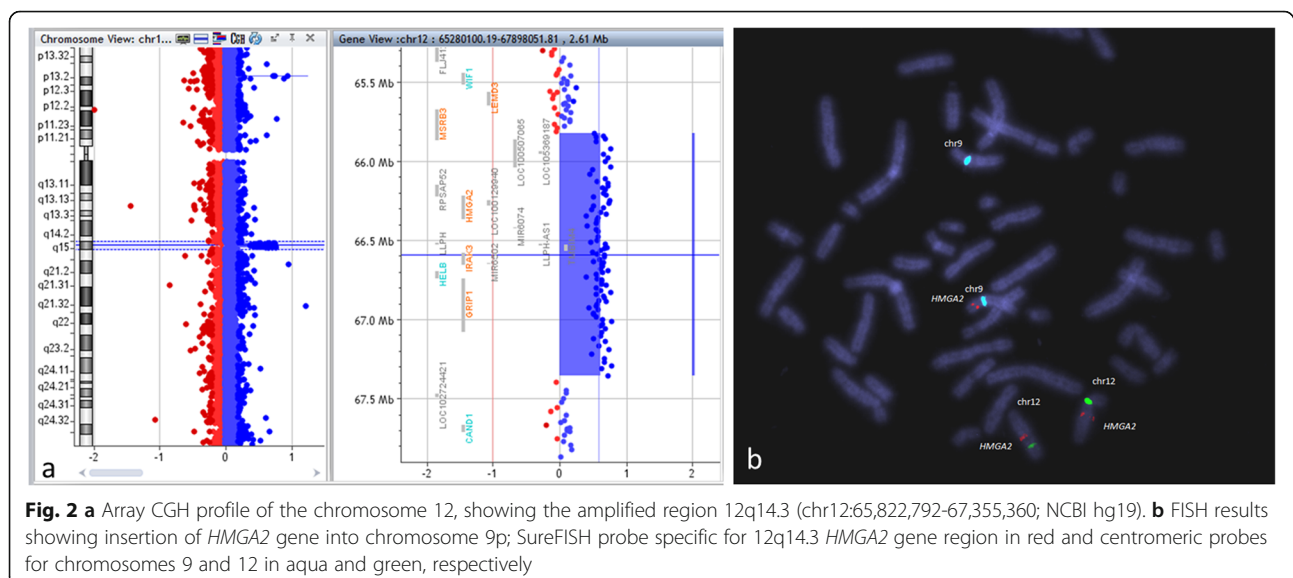 Chromosome View: chr1... CGH
p13.32
p13.2
p12.3
p12.2
p11.23
p11.21
q13.11
q13.13
q13.3
q14.2
q15
q21.2
q21.31
q21.32
q22
q23.2
q24.11
q24.21
q24.31
q24.32
-2
-1
0
1
a
Gene View :chr12 : 65280100.19-67898051.81 , 2.61 Mb
65.5 Mb
66.0 Mb
66.5 Mb
67.0 Mb
67.5 Mb
WIF1
LEMD3
MSRB3
LOC100507065
LOC105369187
RPSAP52
HMGA2
LOC100129940
MIR6074
LLPH
LLPH-AS1
IRAK3
MIR6502
HELB
GRIP1
LOC102724421
CAND1
-2
-1
0
1
2
chr9
chr9
HMGA2
chr12
chr12
HMGA2
HMGA2
b
Fig. 2 a Array CGH profile of the chromosome 12, showing the amplified region 12q14.3 (chr12:65,822,792-67,355,360; NCBI hg19). b FISH results
showing insertion of HMGA2 gene into chromosome 9p; SureFISH probe specific for 12q14.3 HMGA2 gene region in red and centromeric probes
for chromosomes 9 and 12 in aqua and green, respectively